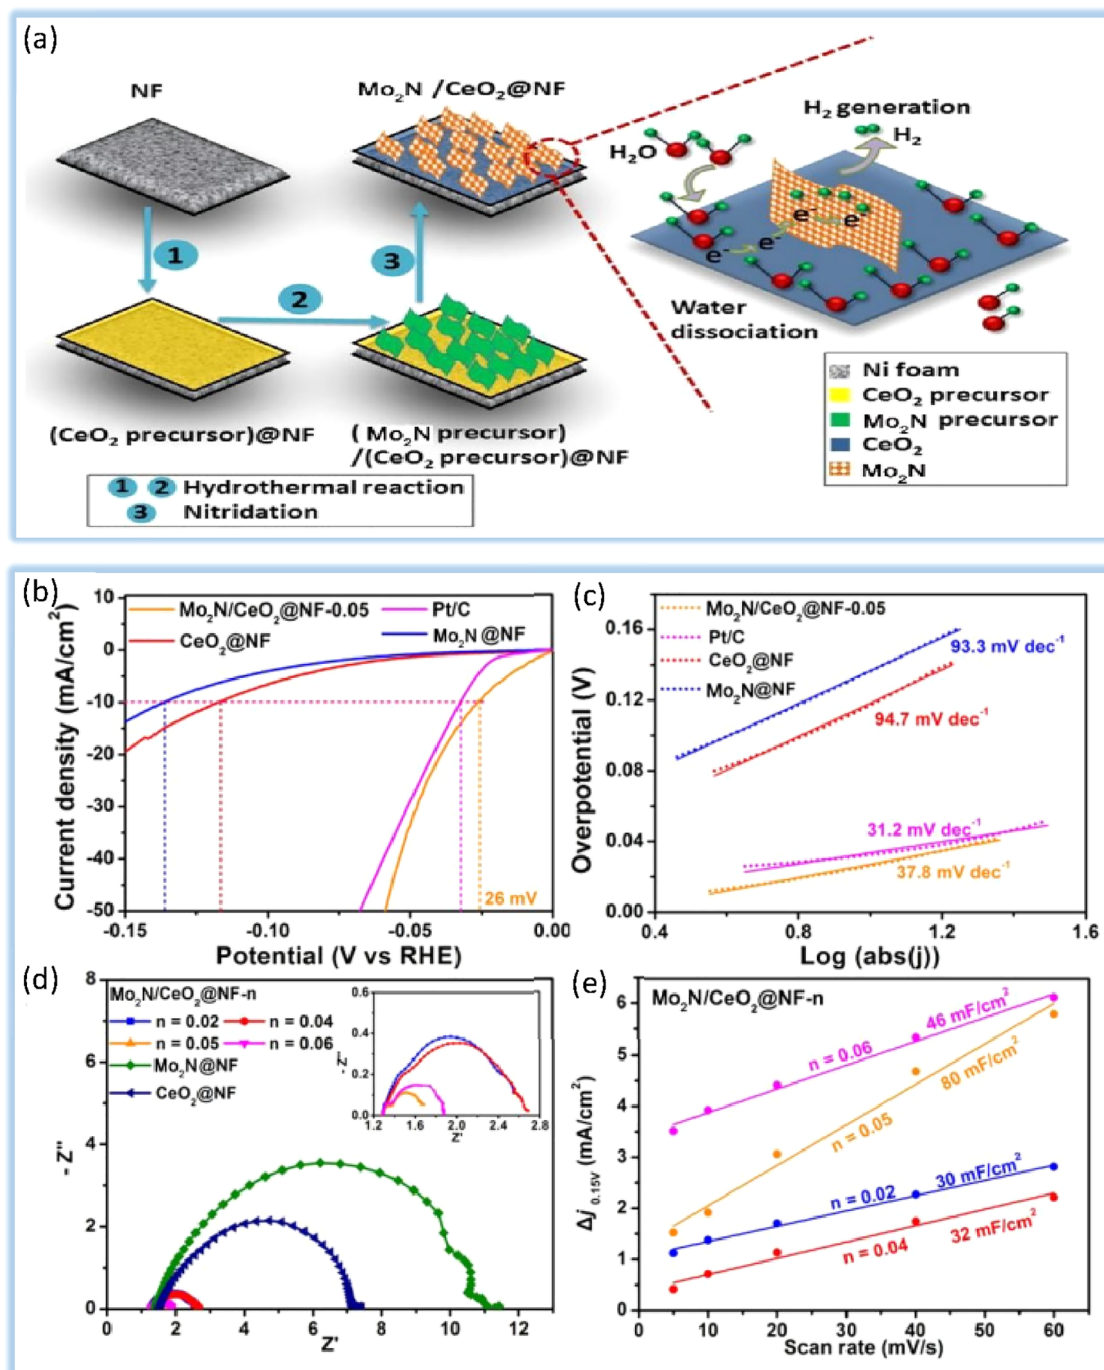 (a)
NF
Mo₂N /CeO₂@NF
H₂ generation
H₂O
H₂
e⁻
e⁻
e⁻
e⁻
1
2
3
Water
dissociation
(CeO₂ precursor)@NF
( Mo₂N precursor)
/(CeO₂ precursor)@NF
Ni foam
CeO₂ precursor
Mo₂N precursor
CeO₂
Mo₂N
1 2 Hydrothermal reaction
3 Nitridation
(b)
Mo₂N/CeO₂@NF-0.05
Pt/C
CeO₂@NF
Mo₂N @NF
Current density (mA/cm²)
10
0
-10
-20
-30
-40
-50
26 mV
-0.15
-0.10
-0.05
0.00
Potential (V vs RHE)
(c)
Mo₂N/CeO₂@NF-0.05
Pt/C
CeO₂@NF
Mo₂N@NF
93.3 mV dec⁻¹
94.7 mV dec⁻¹
31.2 mV dec⁻¹
37.8 mV dec⁻¹
Overpotential (V)
0.16
0.12
0.08
0.04
0.00
0.4
0.8
1.2
1.6
Log (abs(j))
(d)
Mo₂N/CeO₂@NF-n
n = 0.02
n = 0.04
n = 0.05
n = 0.06
Mo₂N@NF
CeO₂@NF
- Z''
8
6
4
2
0
0
2
4
6
8
10
12
Z'
- Z''
0.6
0.4
0.2
0.0
1.2
1.6
2.0
2.4
2.8
Z'
(e)
Mo₂N/CeO₂@NF-n
46 mF/cm²
n = 0.06
80 mF/cm²
n = 0.05
30 mF/cm²
n = 0.02
n = 0.04
32 mF/cm²
Δj 0.15V (mA/cm²)
6
5
4
3
2
1
0
0
10
20
30
40
50
60
Scan rate (mV/s)